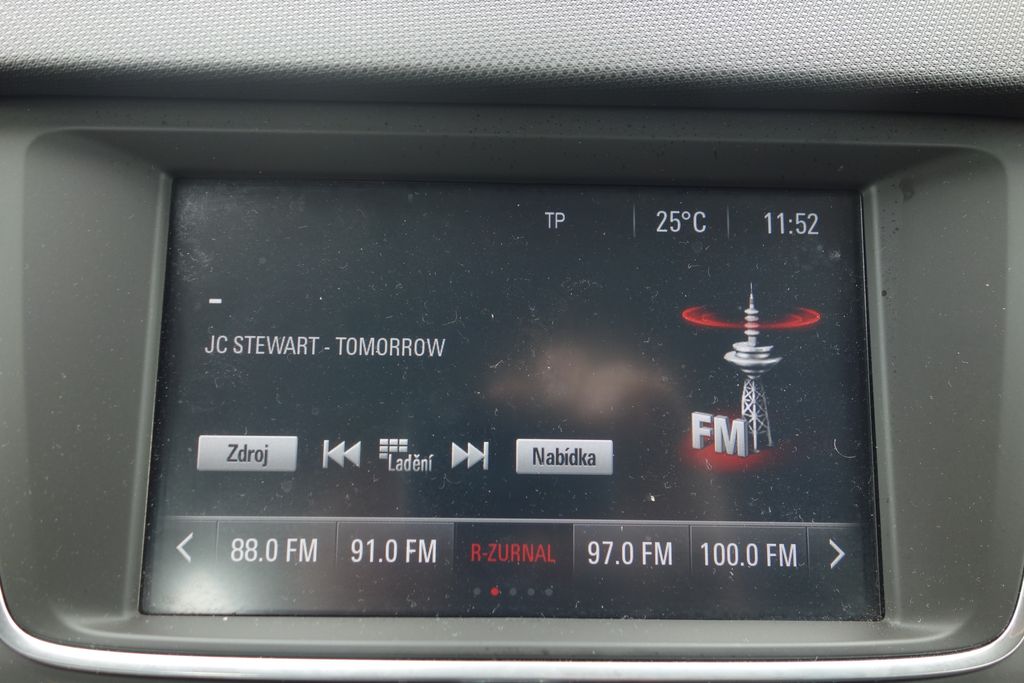 TP 25°C 11:52
-
JC STEWART - TOMORROW
FM
Zdroj Ladění Nabídka
88.0 FM 91.0 FM R-ZURNAL 97.0 FM 100.0 FM